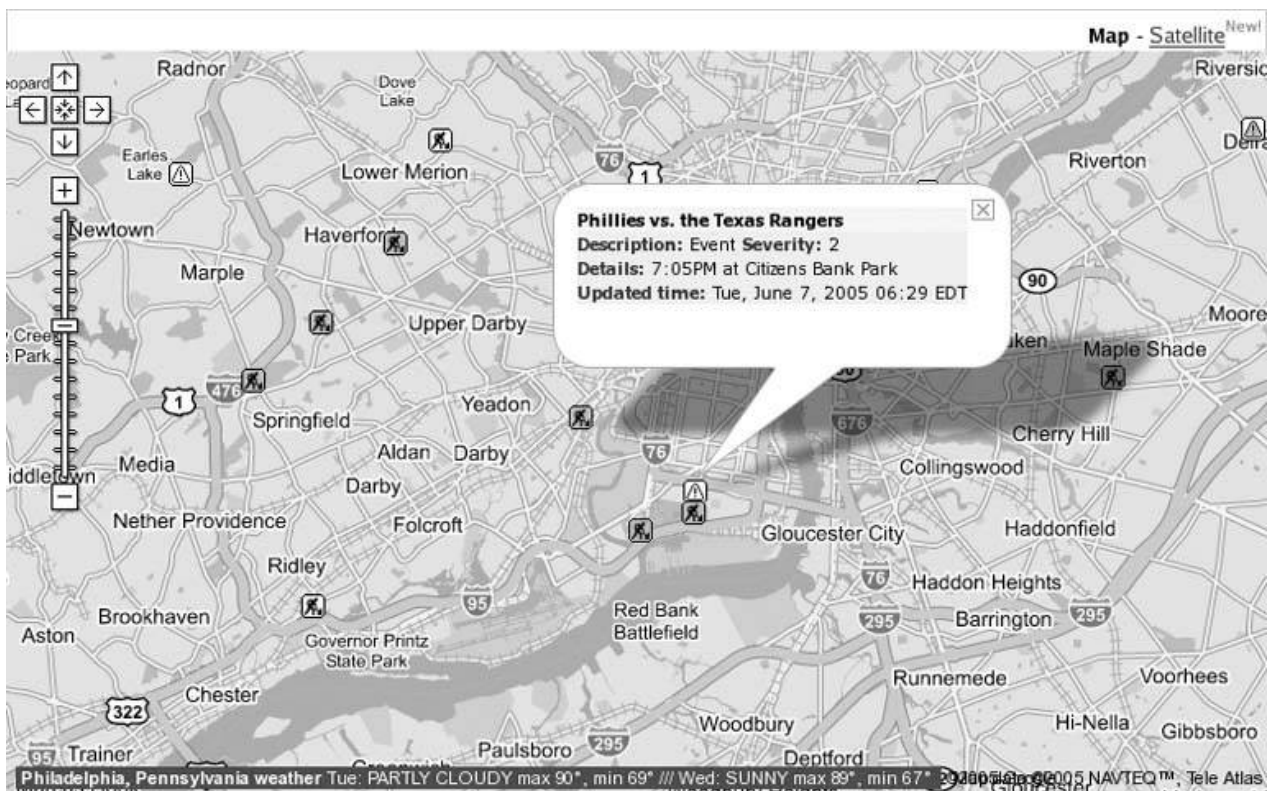 Map - Satellite New!
Radnor
Dove
Lake
Riverton
Earles
Lake
Lower Merion
76
1
Newtown
Haverford
Marple
Phillies vs. the Texas Rangers
Description: Event Severity: 2
Details: 7:05PM at Citizens Bank Park
Updated time: Tue, June 7, 2005 06:29 EDT
90
Upper Darby
Maple Shade
476
1
Springfield
Yeadon
676
Cherry Hill
Media
Aldan
Darby
76
Collingswood
Darby
Nether Providence
Folcroft
Gloucester City
Haddonfield
Ridley
76
Haddon Heights
Brookhaven
95
Red Bank
Battlefield
295
Barrington
295
Aston
Governor Printz
State Park
Chester
Runnemede
Voorhees
322
Woodbury
Hi-Nella
Gibbsboro
95
Trainer
Paulsboro
295
Deptford
Philadelphia, Pennsylvania weather Tue: PARTLY CLOUDY max 90°, min 69° /// Wed: SUNNY max 89°, min 67°
©2005 NAVTEQ™, Tele Atlas